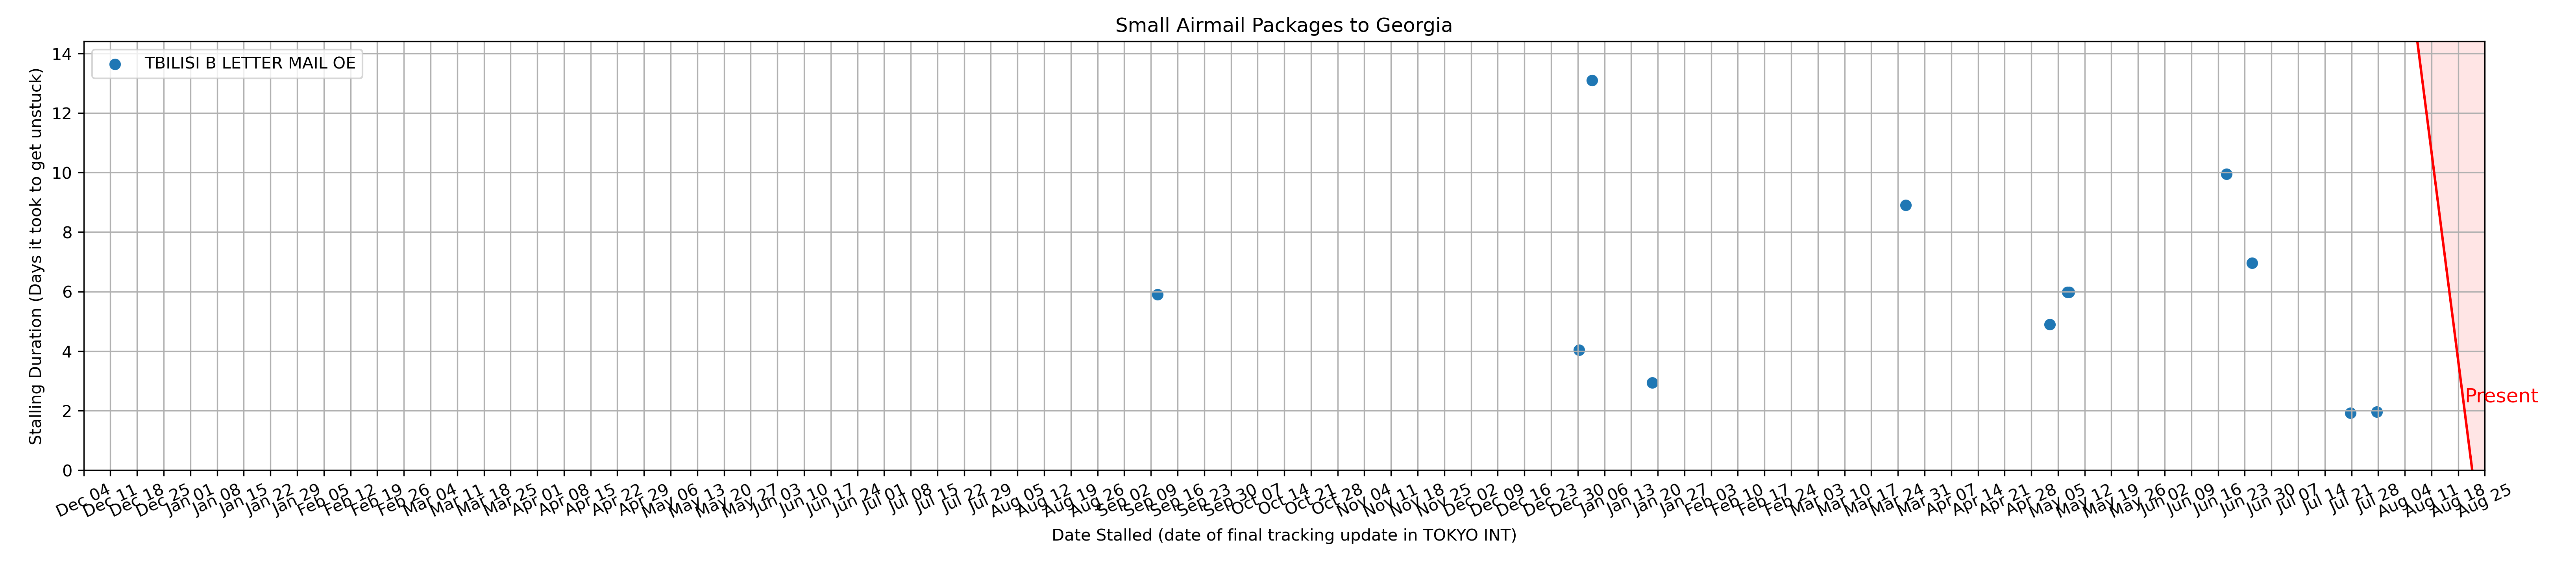 Small Airmail Packages to Georgia
TBILISI B LETTER MAIL OE
Stalling Duration (Days it took to get unstuck)
14
12
10
8
6
4
2
0
Present
Dec 04
Dec 11
Dec 18
Dec 25
Jan 01
Jan 08
Jan 15
Jan 22
Jan 29
Feb 05
Feb 12
Feb 19
Feb 26
Mar 04
Mar 11
Mar 18
Mar 25
Apr 01
Apr 08
Apr 15
Apr 22
Apr 29
May 06
May 13
May 20
May 27
Jun 03
Jun 10
Jun 17
Jun 24
Jul 01
Jul 08
Jul 15
Jul 22
Jul 29
Aug 05
Aug 12
Aug 19
Aug 26
Sep 02
Sep 09
Sep 16
Sep 23
Sep 30
Oct 07
Oct 14
Oct 21
Oct 28
Nov 04
Nov 11
Nov 18
Nov 25
Dec 02
Dec 09
Dec 16
Dec 23
Dec 30
Jan 06
Jan 13
Jan 20
Jan 27
Feb 03
Feb 10
Feb 17
Feb 24
Mar 03
Mar 10
Mar 17
Mar 24
Mar 31
Apr 07
Apr 14
Apr 21
Apr 28
May 05
May 12
May 19
May 26
Jun 02
Jun 09
Jun 16
Jun 23
Jun 30
Jul 07
Jul 14
Jul 21
Jul 28
Aug 04
Aug 11
Aug 18
Aug 25
Date Stalled (date of final tracking update in TOKYO INT)